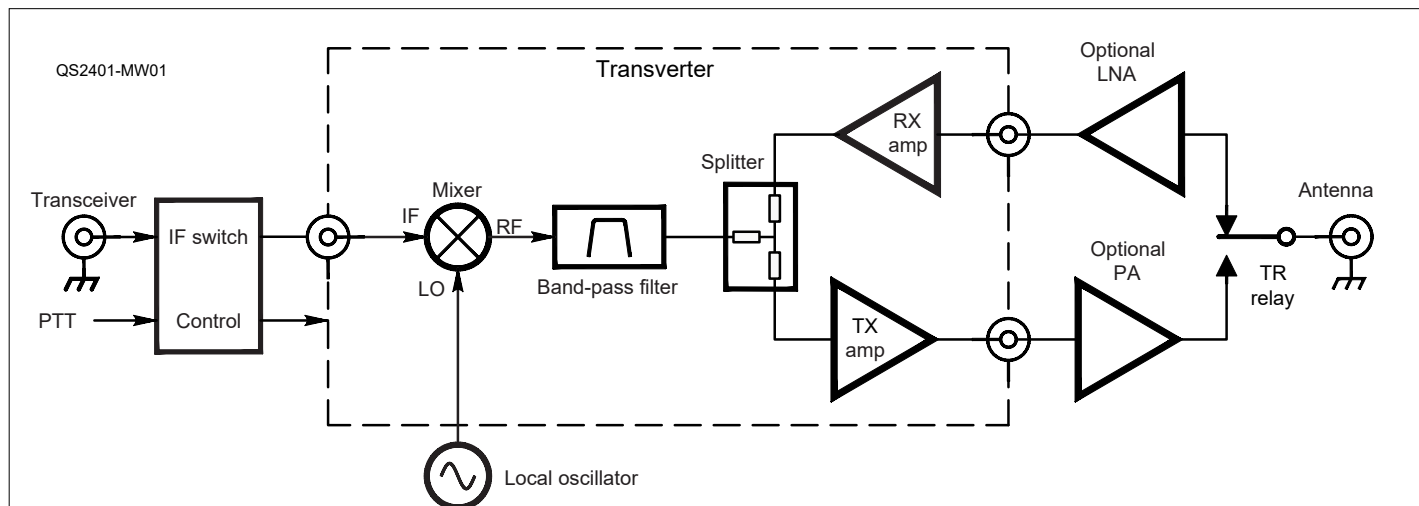 QS2401-MW01
Transverter
Optional
LNA
RX
amp
Splitter
Transceiver
Mixer
Antenna
IF switch
IF
RF
Optional
PA
LO
Band-pass filter
TR
relay
PTT
Control
TX
amp
Local oscillator